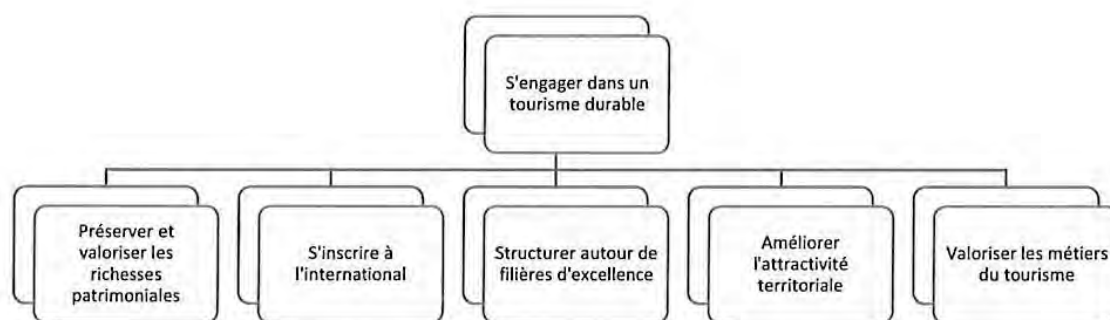 S'engager dans un
tourisme durable
Préserver et
valoriser les
richesses
patrimoniales
S'inscrire à
l'international
Structurer autour de
filières d'excellence
Améliorer
l'attractivité
territoriale
Valoriser les métiers
du tourisme